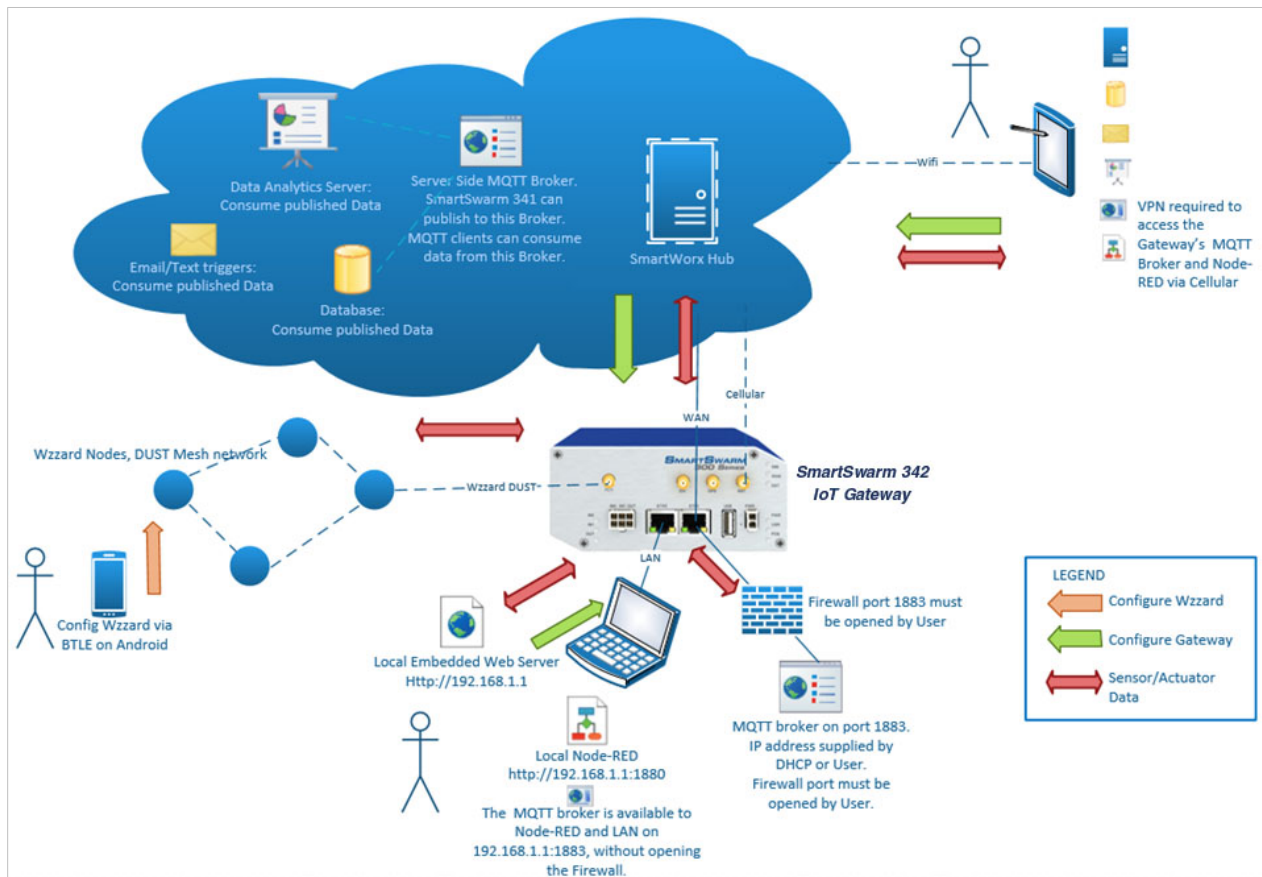 Data Analytics Server:
Consume published Data
Server Side MQTT Broker.
SmartSwarm 341 can
publish to this Broker.
MQTT clients can consume
data from this Broker.
Email/Text triggers:
Consume published Data
Database:
Consume published Data
SmartWorx Hub
Wifi
VPN required to
access the
Gateway's MQTT
Broker and Node-
RED via Cellular
Cellular
WAN
Wzzard Nodes, DUST Mesh network
Wzzard DUST
SMARTSWARM
300 Series
SmartSwarm 342
IoT Gateway
LAN
Config Wzzard via
BTLE on Android
Local Embedded Web Server
Http://192.168.1.1
Local Node-RED
http://192.168.1.1:1880
The MQTT broker is available to
Node-RED and LAN on
192.168.1.1:1883, without opening
the Firewall.
Firewall port 1883 must
be opened by User
MQTT broker on port 1883.
IP address supplied by
DHCP or User.
Firewall port must be
opened by User.
LEGEND
Configure Wzzard
Configure Gateway
Sensor/Actuator
Data